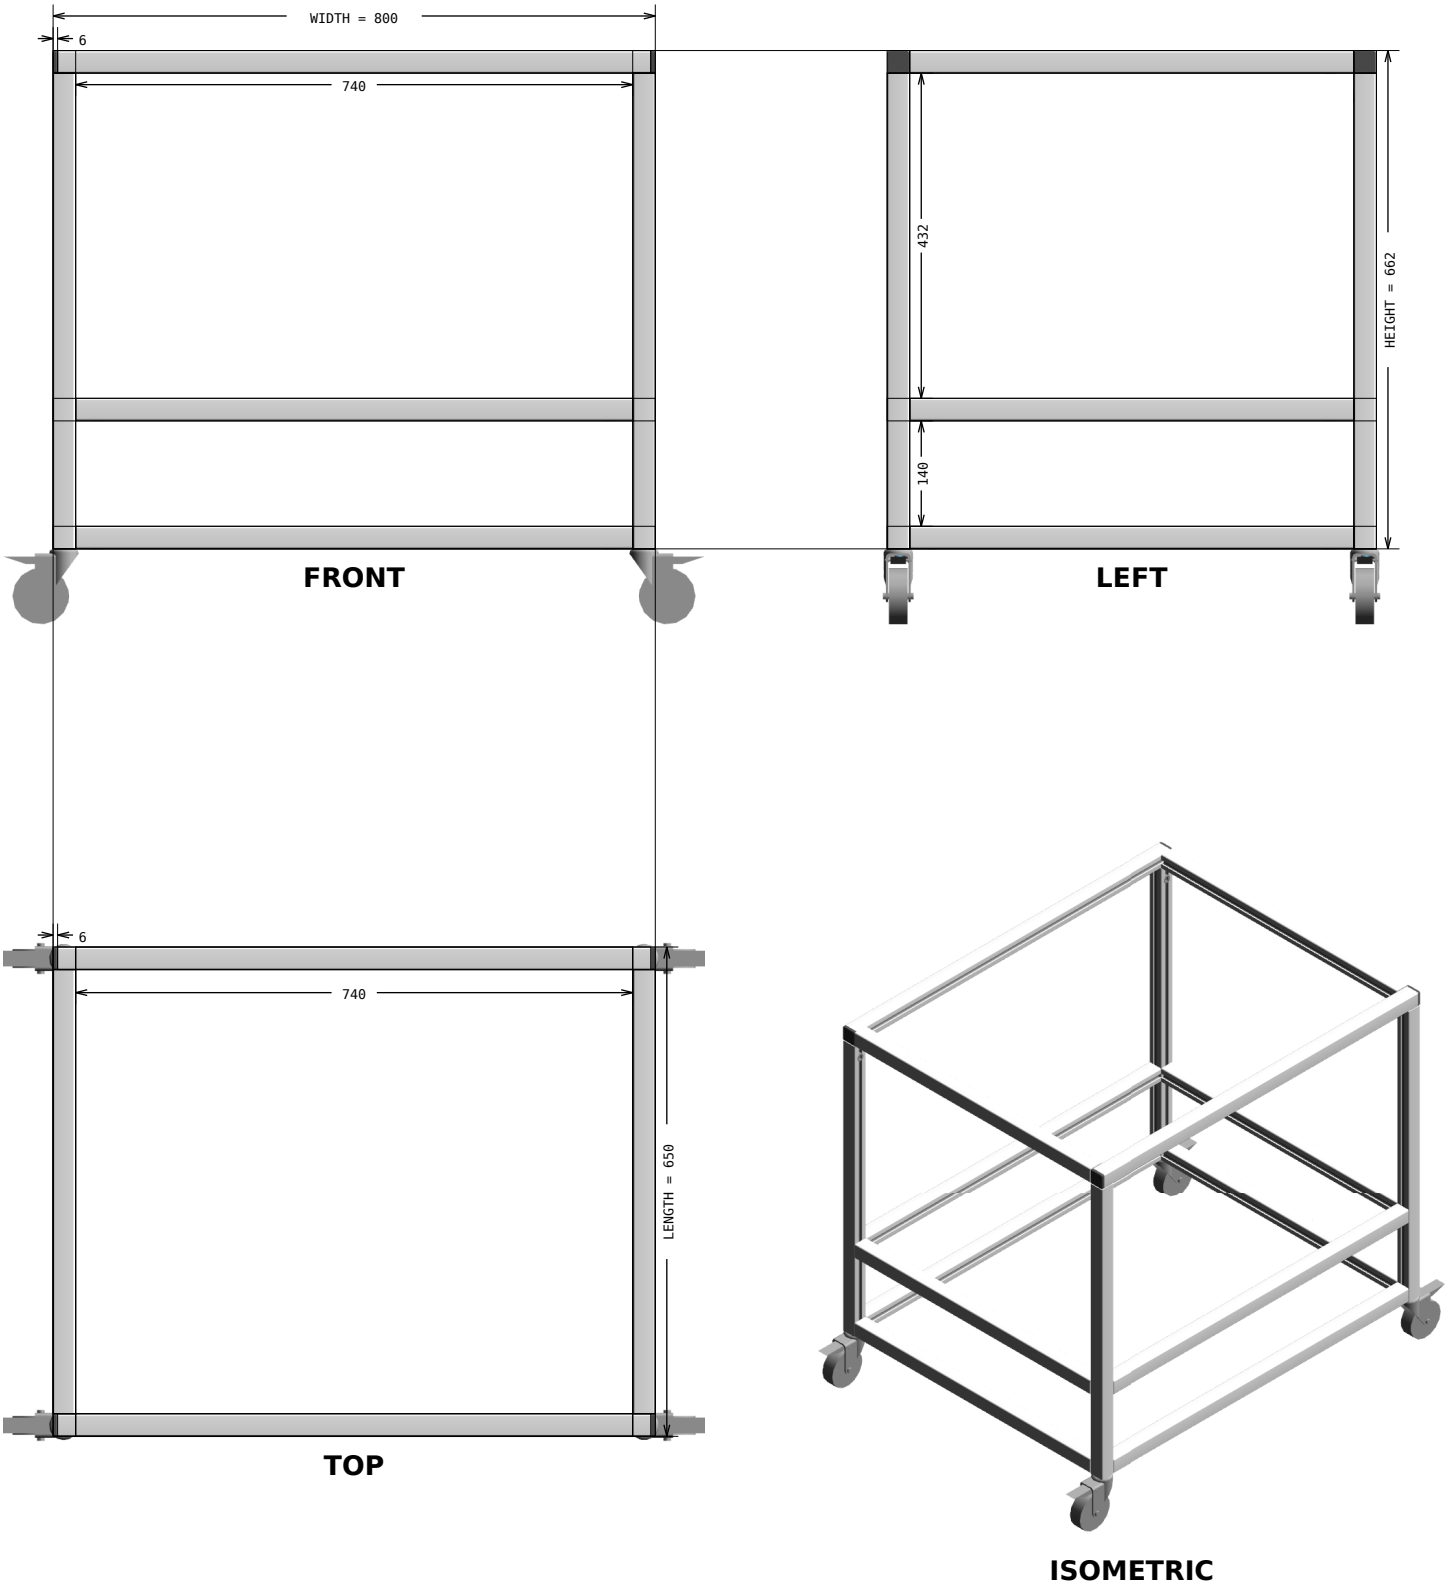 WIDTH = 800
6
740
432
HEIGHT = 662
140
FRONT
LEFT
6
740
LENGTH = 650
TOP
ISOMETRIC